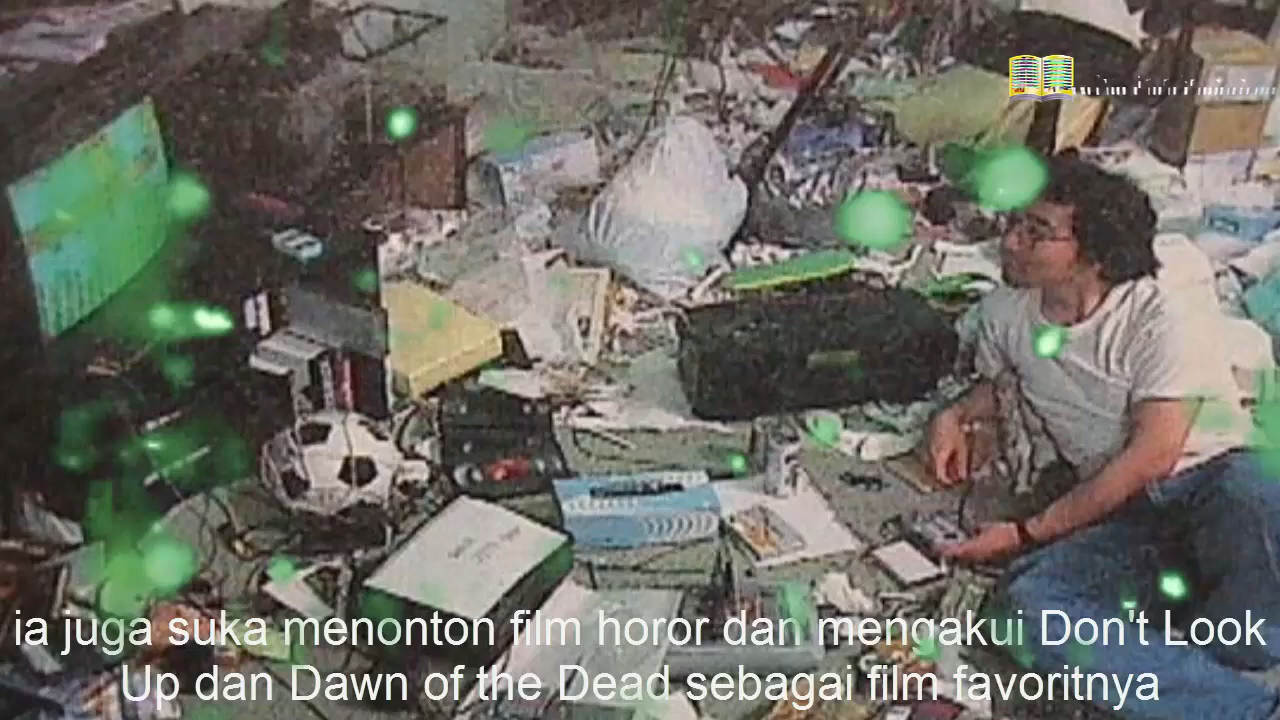 ia juga suka menonton film horor dan mengakui Don't Look
Up dan Dawn of the Dead sebagai film favoritnya